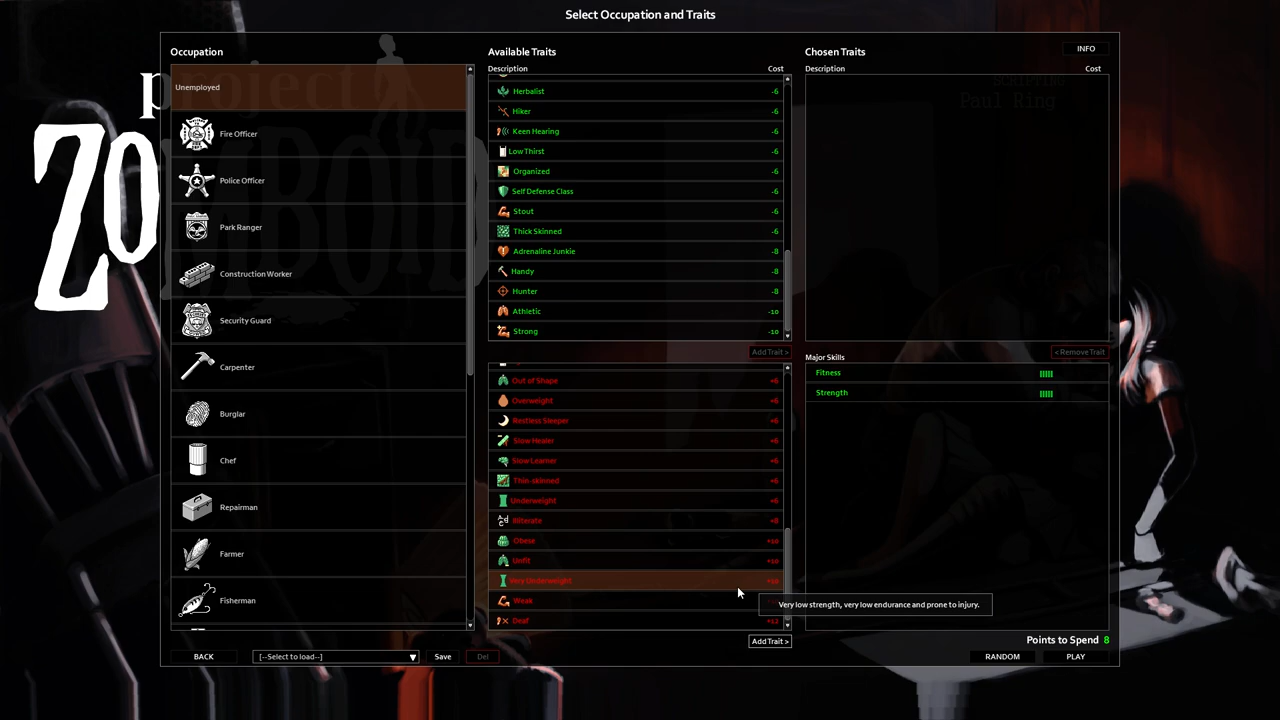 Select Occupation and Traits
project
ZO
Occupation
Unemployed
Fire Officer
Police Officer
Park Ranger
Construction Worker
Security Guard
Carpenter
Burglar
Chef
Repairman
Farmer
Fisherman
Available Traits
Description Cost
Herbalist -6
Hiker -6
Keen Hearing -6
Low Thirst -6
Organized -6
Self Defense Class -6
Stout -6
Thick Skinned -6
Adrenaline Junkie -8
Handy -8
Hunter -8
Athletic -10
Strong -10
Add Trait >
Out of Shape +6
Overweight +6
Restless Sleeper +6
Slow Healer +6
Slow Learner +6
Thin-skinned +6
Underweight +6
Illiterate +8
Obese +10
Unfit +10
Very Underweight +10
Weak
Deaf +12
Very low strength, very low endurance and prone to injury.
Add Trait >
Chosen Traits
INFO
Description Cost
Paul Ring
< Remove Trait
Major Skills
Fitness
Strength
Points to Spend 8
BACK
[--Select to load--]
Save
Del
RANDOM
PLAY